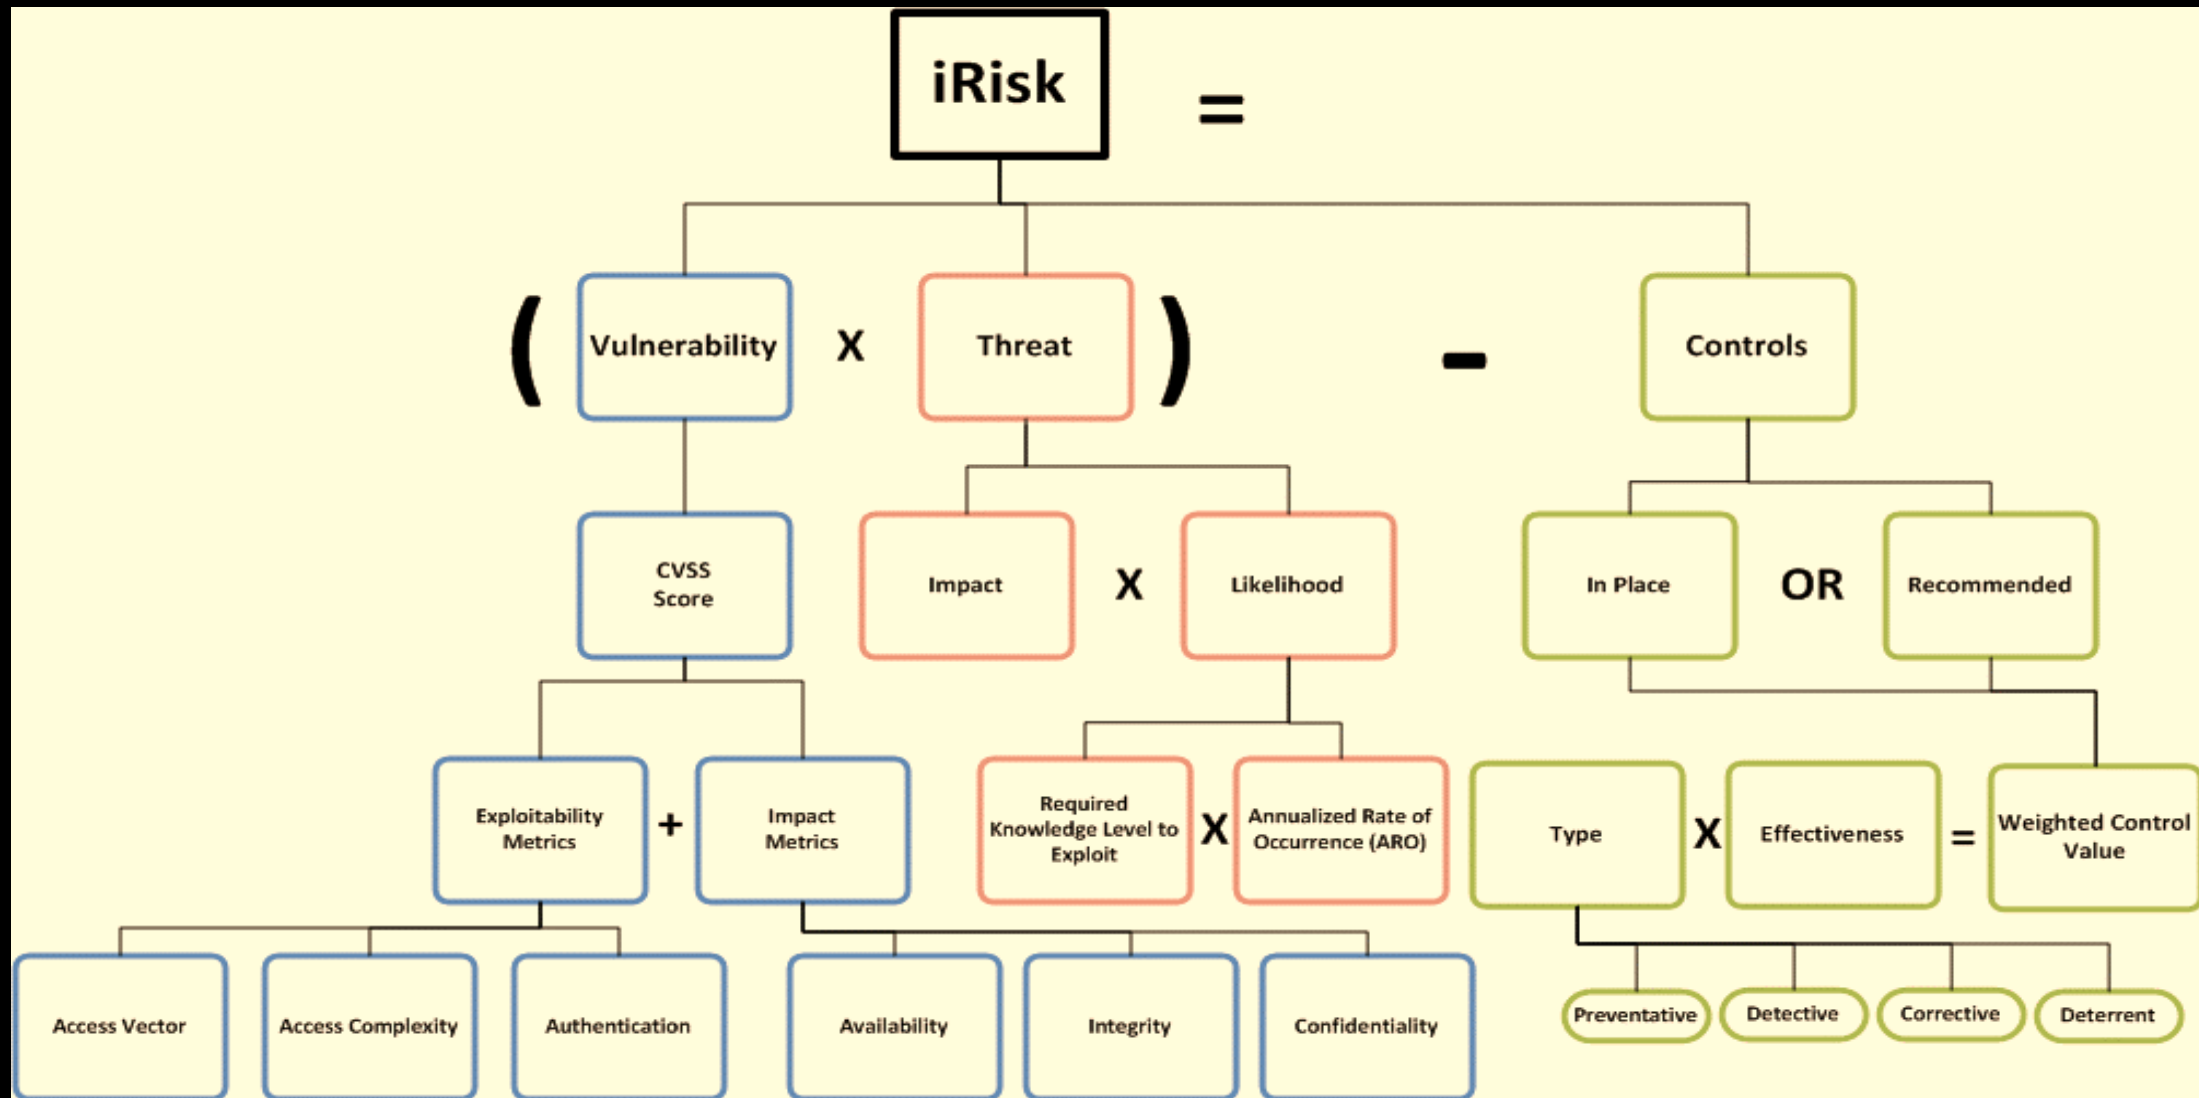 iRisk
=
(
Vulnerability
X
Threat
)
-
Controls
CVSS
Score
Impact
X
Likelihood
In Place
OR
Recommended
Exploitability
Metrics
+
Impact
Metrics
Required
Knowledge Level to
Exploit
X
Annualized Rate of
Occurrence (ARO)
Type
X
Effectiveness
=
Weighted Control
Value
Access Vector
Access Complexity
Authentication
Availability
Integrity
Confidentiality
Preventative
Detective
Corrective
Deterrent